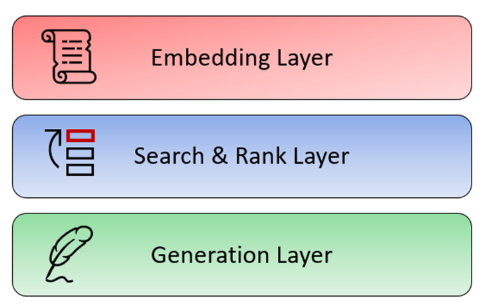 Embedding Layer
Search & Rank Layer
Generation Layer